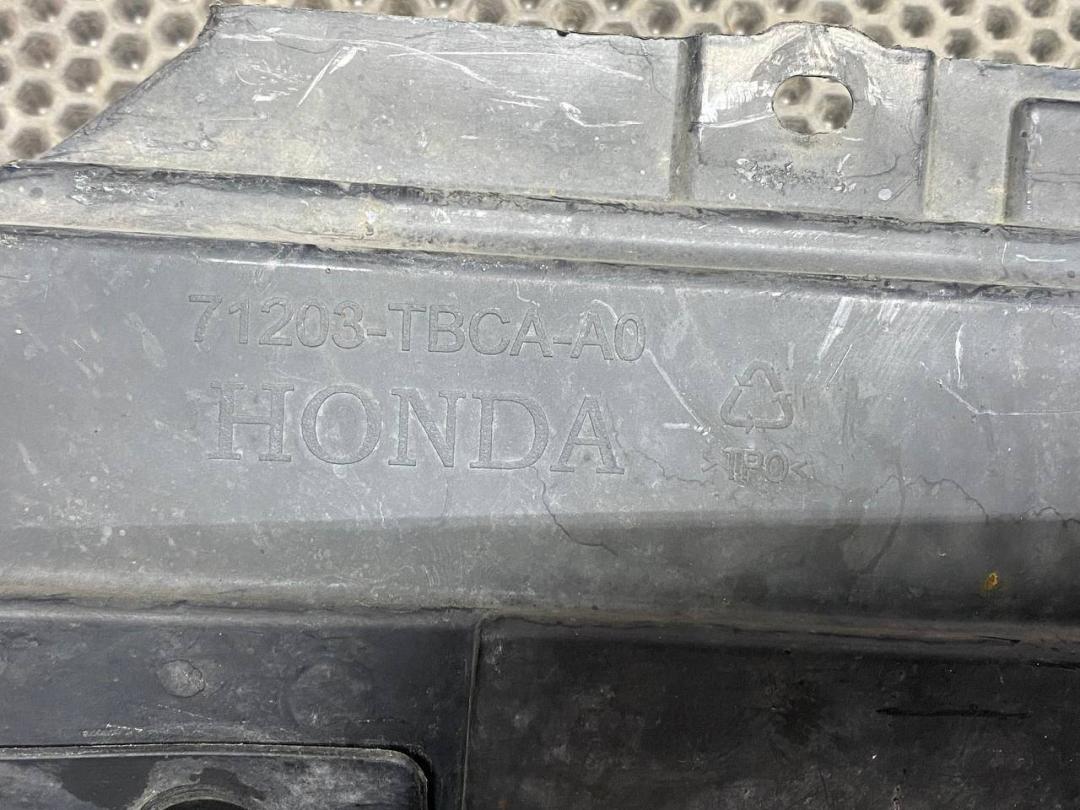 71203-TBCA-A0
HONDA
>TPO<